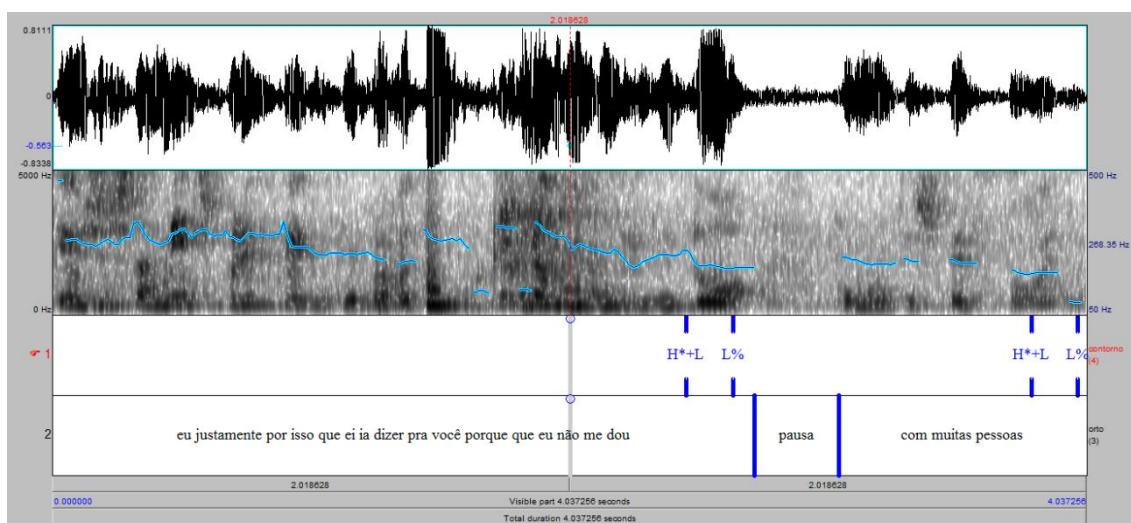 2.018628
0.8111
0
-0.563
-0.8338
5000 Hz
500 Hz
268.35 Hz
0 Hz
50 Hz
1
H*+L L% H*+L L%
contorno
(4)
2
eu justamente por isso que ei ia dizer pra você porque que eu não me dou pausa com muitas pessoas
orto
(3)
2.018628 2.018628
0.000000 Visible part 4.037256 seconds 4.037256
Total duration 4.037256 seconds